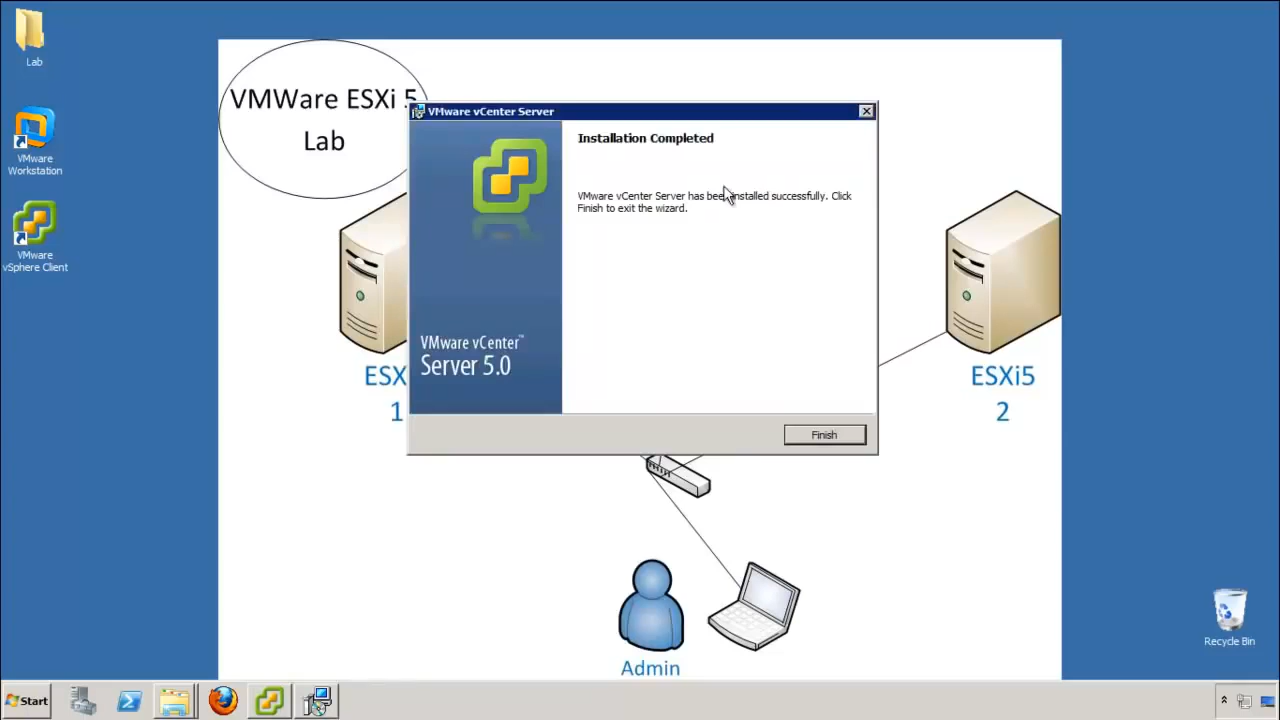 Lab
VMware
Workstation
VMware
vSphere Client
VMWare ESXi 5
Lab
VMware vCenter Server
Installation Completed
VMware vCenter Server has been installed successfully. Click
Finish to exit the wizard.
VMware vCenter™
Server 5.0
Finish
ESX
1
ESXi5
2
Admin
Recycle Bin
Start